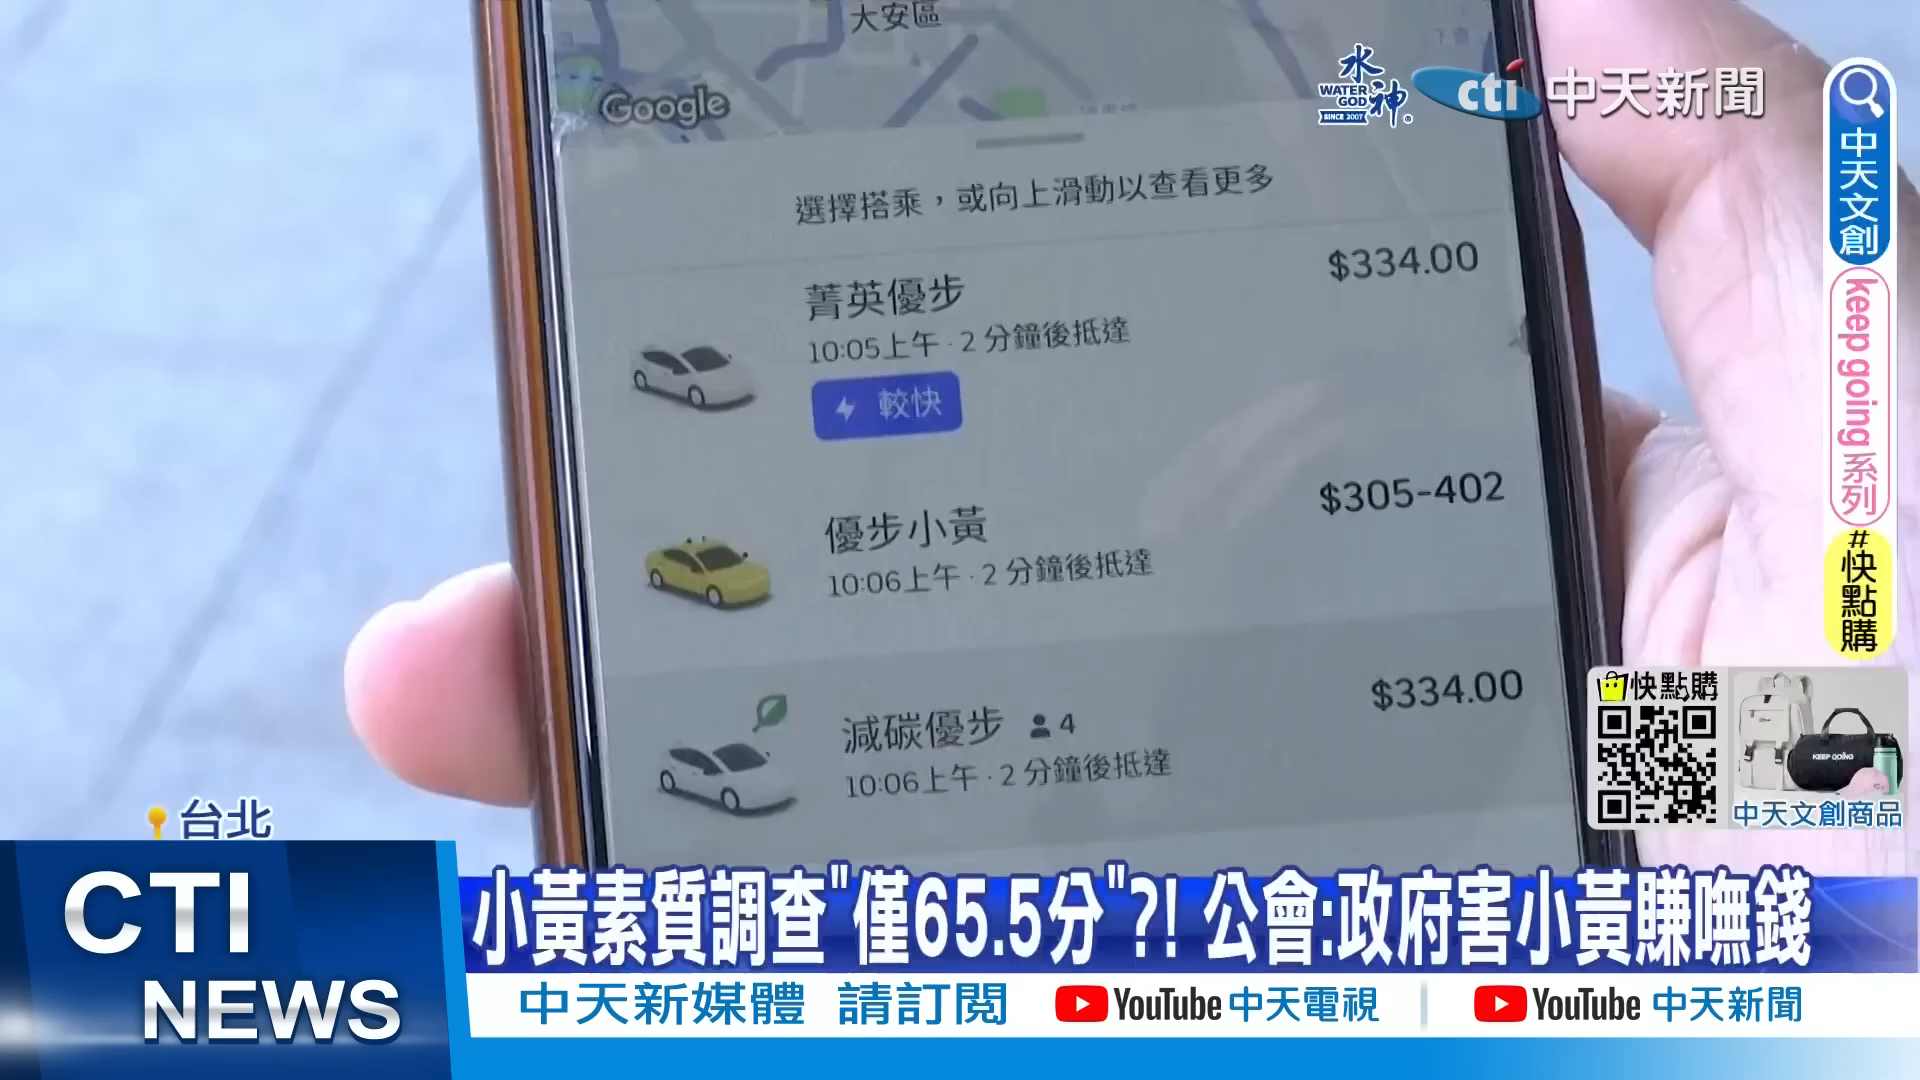 大安區
Google
選擇搭乘，或向上滑動以查看更多
菁英優步
$334.00
10:05上午 · 2 分鐘後抵達
較快
優步小黃
$305-402
10:06上午 · 2 分鐘後抵達
減碳優步 4
$334.00
10:06上午 · 2 分鐘後抵達
水神
WATER GOD
SINCE 2007
cti 中天新聞
中天文創
keep going 系列
#快點購
快點購
KEEP GOING
中天文創商品
台北
CTI NEWS
小黃素質調查"僅65.5分"?! 公會:政府害小黃賺嘸錢
中天新媒體 請訂閱 YouTube 中天電視 | YouTube 中天新聞